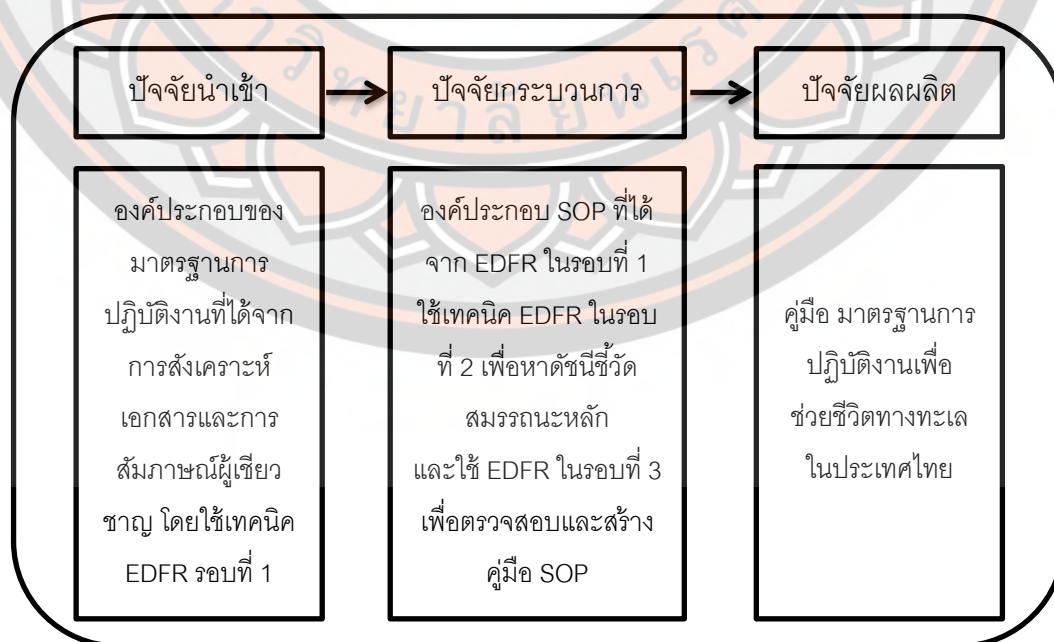 ปัจจัยนำเข้า
ปัจจัยกระบวนการ
ปัจจัยผลผลิต
องค์ประกอบของ
มาตรฐานการ
ปฏิบัติงานที่ได้จาก
การสังเคราะห์
เอกสารและการ
สัมภาษณ์ผู้เชี่ยว
ชาญ โดยใช้เทคนิค
EDFR รอบที่ 1
องค์ประกอบ SOP ที่ได้
จาก EDFR ในรอบที่ 1
ใช้เทคนิค EDFR ในรอบ
ที่ 2 เพื่อหาดัชนีชี้วัด
สมรรถนะหลัก
และใช้ EDFR ในรอบที่ 3
เพื่อตรวจสอบและสร้าง
คู่มือ SOP
คู่มือ มาตรฐานการ
ปฏิบัติงานเพื่อ
ช่วยชีวิตทางทะเล
ในประเทศไทย